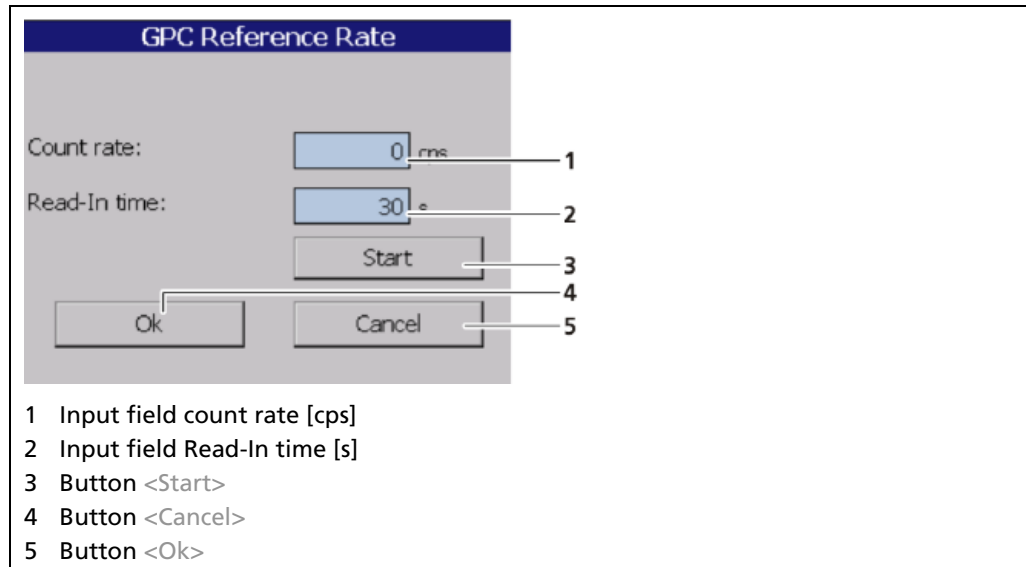 GPC Reference Rate
Count rate: 0 cps 1
Read-In time: 30 s 2
Start 3
4
Ok Cancel 5
1 Input field count rate [cps]
2 Input field Read-In time [s]
3 Button <Start>
4 Button <Cancel>
5 Button <Ok>